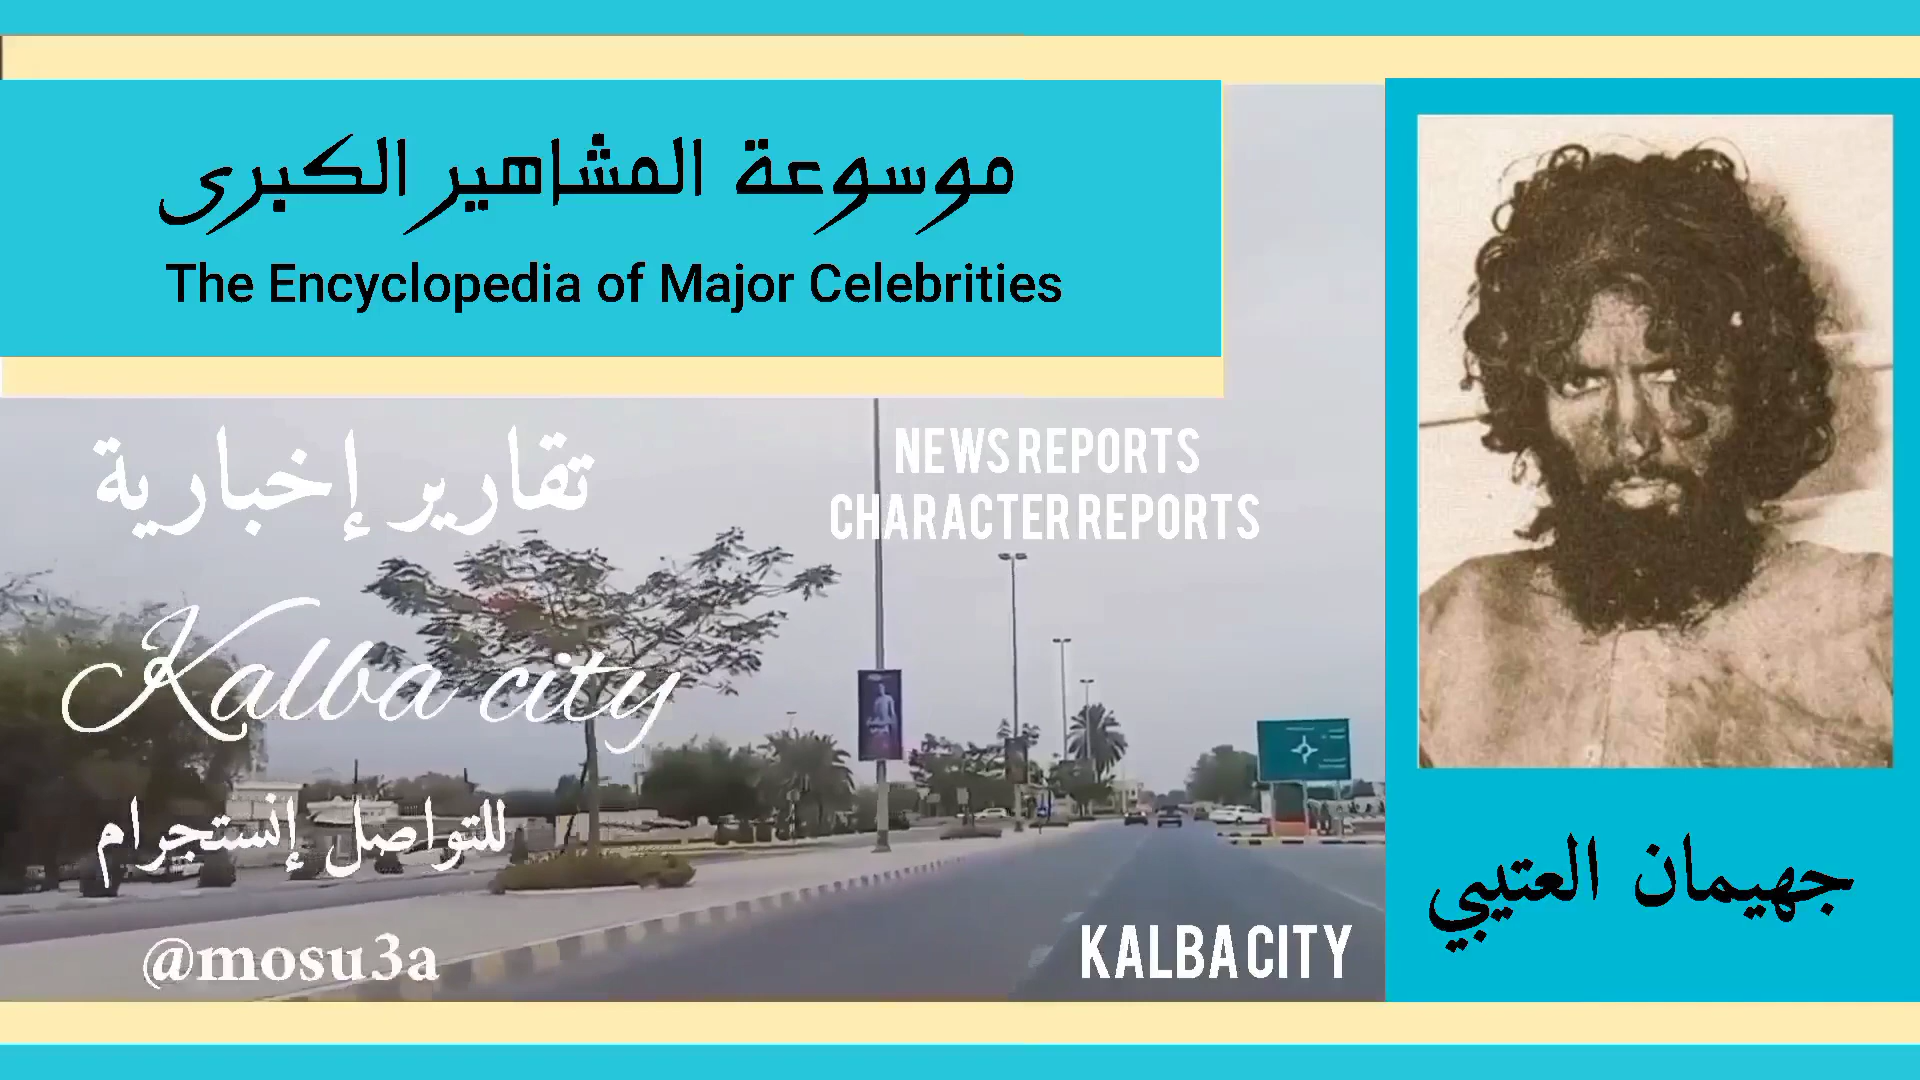 موسوعة المشاهير الكبرى
The Encyclopedia of Major Celebrities
تقارير إخبارية
NEWS REPORTS
CHARACTER REPORTS
Kalba city
للتواصل إنستجرام
@mosu3a
KALBA CITY
جهيمان العتيبي